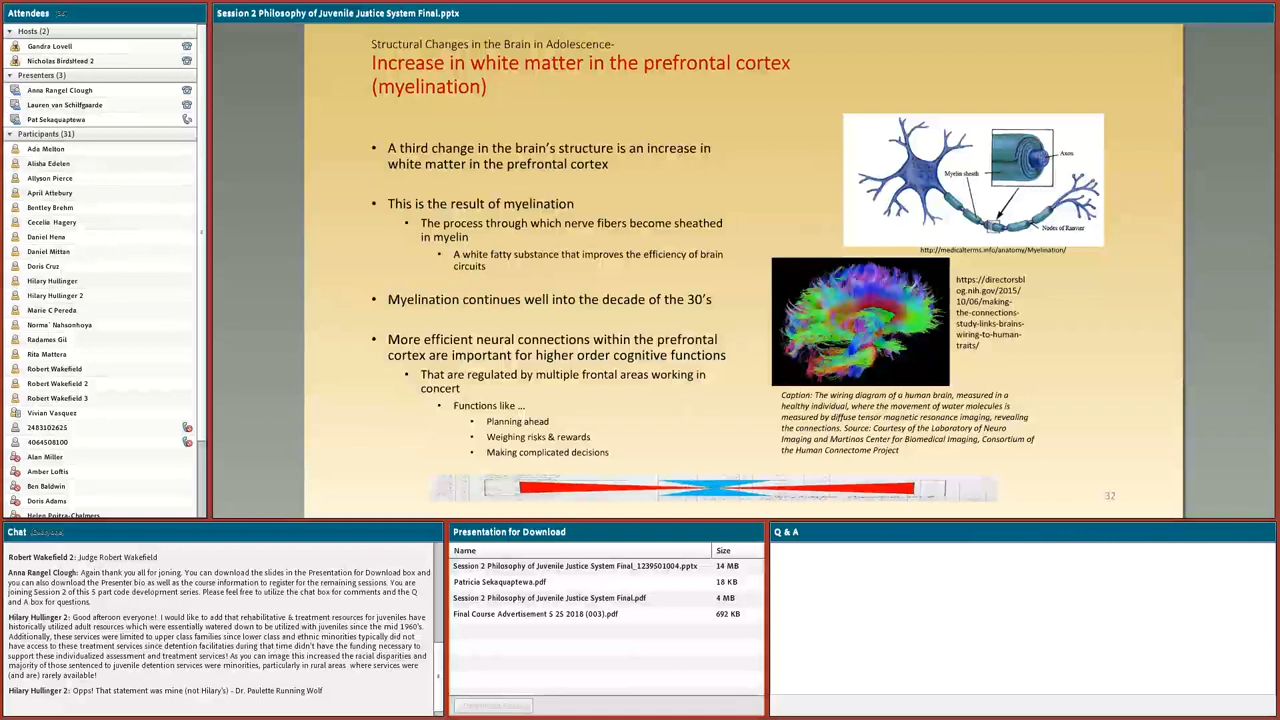 Attendees
Session 2 Philosophy of Juvenile Justice System Final.pptx
Hosts (2)
Gandra Lovell
Nicholas BirdsHead 2
Presenters (3)
Anna Rangel Clough
Lauren van Schilfgaarde
Pat Sekaquaptewa
Participants (31)
Ada Melton
Alisha Edelen
Allyson Pierce
April Attebury
Bentley Brehm
Cecelia Hagery
Daniel Hena
Daniel Mittan
Doris Cruz
Hilary Hullinger
Hilary Hullinger 2
Marie C Pereda
Norma` Nahsonhoya
Radames Gil
Rita Mattera
Robert Wakefield
Robert Wakefield 2
Robert Wakefield 3
Vivian Vasquez
2483102625
4064508100
Alan Miller
Amber Loftis
Ben Baldwin
Doris Adams
Helen Poitra-Chalmers
Structural Changes in the Brain in Adolescence-
Increase in white matter in the prefrontal cortex
(myelination)
• A third change in the brain's structure is an increase in
white matter in the prefrontal cortex
• This is the result of myelination
• The process through which nerve fibers become sheathed
in myelin
• A white fatty substance that improves the efficiency of brain
circuits
• Myelination continues well into the decade of the 30's
• More efficient neural connections within the prefrontal
cortex are important for higher order cognitive functions
• That are regulated by multiple frontal areas working in
concert
• Functions like …
• Planning ahead
• Weighing risks & rewards
• Making complicated decisions
Axon
Myelin sheath
Nodes of Ranvier
http://medicalterms.info/anatomy/Myelination/
https://directorsbl
og.nih.gov/2015/
10/06/making-
the-connections-
study-links-brains-
wiring-to-human-
traits/
Caption: The wiring diagram of a human brain, measured in a
healthy individual, where the movement of water molecules is
measured by diffuse tensor magnetic resonance imaging, revealing
the connections. Source: Courtesy of the Laboratory of Neuro
Imaging and Martinos Center for Biomedical Imaging, Consortium of
the Human Connectome Project
32
Chat (Everyone)
Robert Wakefield 2: Judge Robert Wakefield
Anna Rangel Clough: Again thank you all for joining. You can download the slides in the Presentation for Download box and
you can also download the Presenter bio as well as the course information to register for the remaining sessions. You are
joining Session 2 of this 5 part code development series. Please feel free to utilize the chat box for comments and the Q
and A box for questions.
Hilary Hullinger 2: Good afteroon everyone! I would like to add that rehabilitative & treatment resources for juveniles have
historically utilized adult resources which were essentially watered down to be utilized with juveniles since the mid 1960's.
Additionally, these services were limited to upper class families since lower class and ethnic minorities typically did not
have access to these treatment services since detention facilitaties during that time didn't have the funding necessary to
support these individualized assessment and treatment services! As you can image this increased the racial disparities and
majority of those sentenced to juvenile detention services were minorities, particularly in rural areas where services were
(and are) rarely available!
Hilary Hullinger 2: Opps! That statement was mine (not Hilary's) - Dr. Paulette Running Wolf
Presentation for Download
Name Size
Session 2 Philosophy of Juvenile Justice System Final_1239501004.pptx 14 MB
Patricia Sekaquaptewa.pdf 18 KB
Session 2 Philosophy of Juvenile Justice System Final.pdf 4 MB
Final Course Advertisement 5 25 2018 (003).pdf 692 KB
Q & A